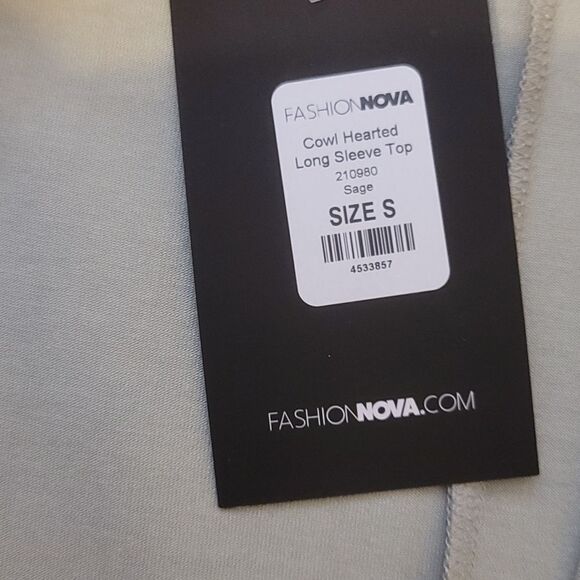 FASHIONNOVA
Cowl Hearted
Long Sleeve Top
210980
Sage
SIZE S
4533857
FASHIONNOVA.COM